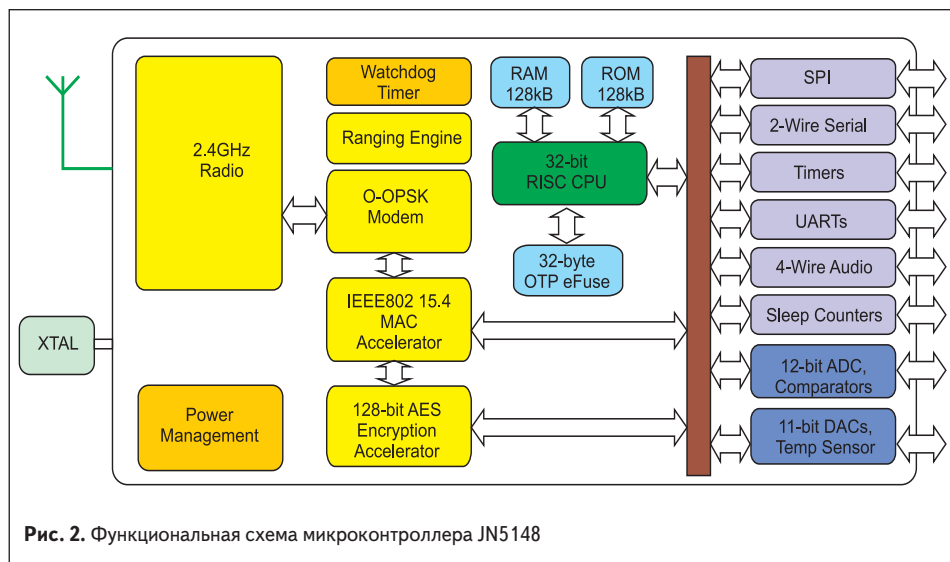 2.4GHz
Radio
Watchdog
Timer
Ranging Engine
O-OPSK
Modem
IEEE802 15.4
MAC
Accelerator
128-bit AES
Encryption
Accelerator
Power
Management
XTAL
RAM
128kB
ROM
128kB
32-bit
RISC CPU
32-byte
OTP eFuse
SPI
2-Wire Serial
Timers
UARTs
4-Wire Audio
Sleep Counters
12-bit ADC,
Comparators
11-bit DACs,
Temp Sensor
Рис. 2. Функциональная схема микроконтроллера JN5148